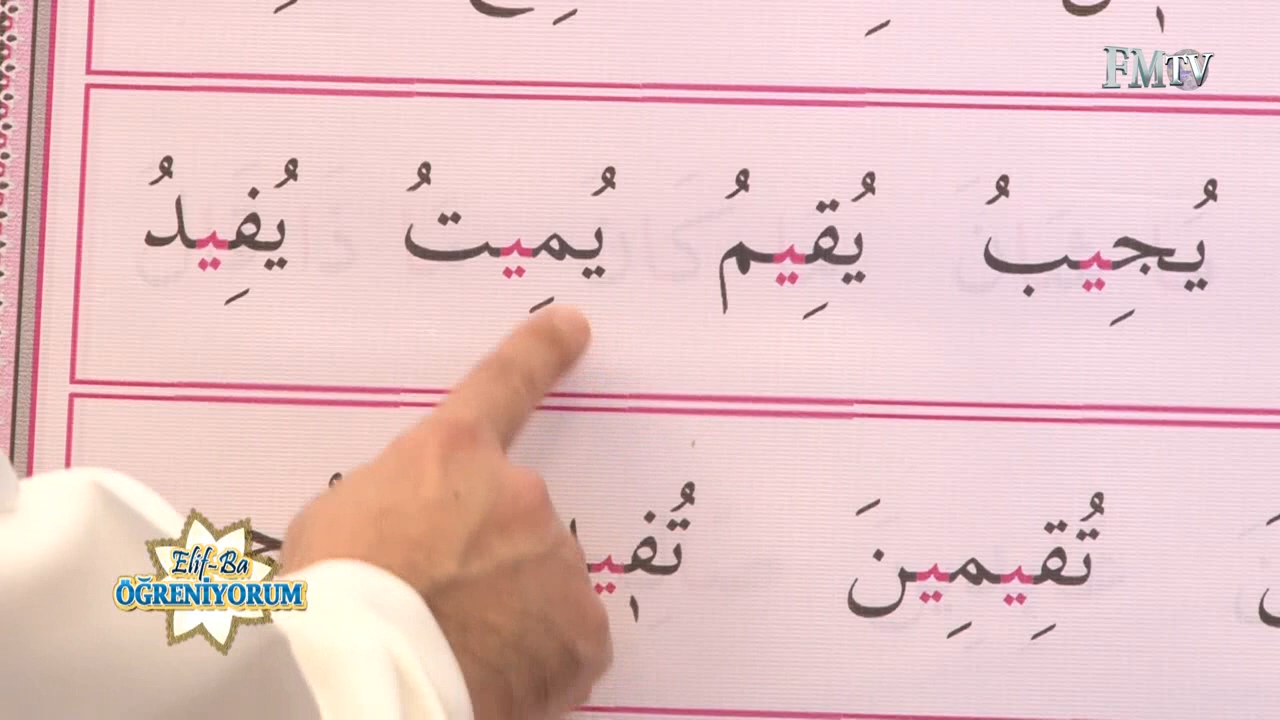 FMTV
يُجِيبُ يُقِيمُ يُمِيتُ يُفِيدُ
تُقِيمِينَ
Elif-Ba
ÖĞRENİYORUM